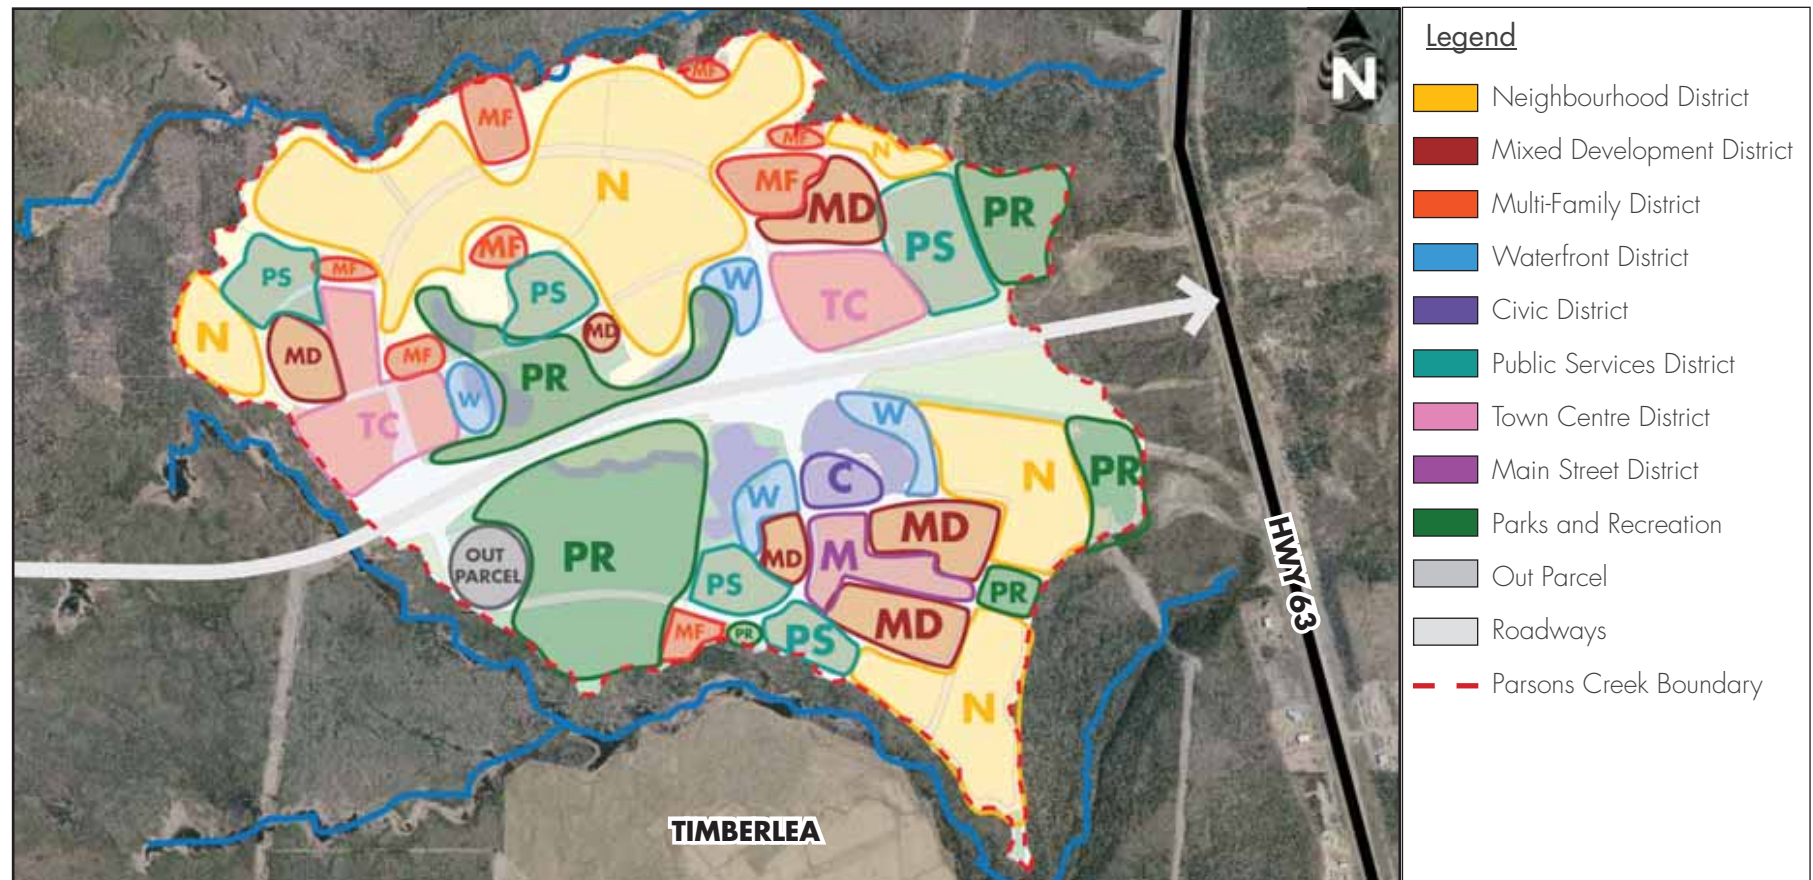 MF
MF
MF
N
N
MF
MD
PR
PS
MF
PS
MF
PS
W
TC
N
MD
MD
MF
PR
W
TC
W
N
PR
C
W
MD
M
MD
OUT
PARCEL
PR
PS
PR
MD
MF
PR
PS
N
HWY 63
TIMBERLEA
N
Legend
Neighbourhood District
Mixed Development District
Multi-Family District
Waterfront District
Civic District
Public Services District
Town Centre District
Main Street District
Parks and Recreation
Out Parcel
Roadways
Parsons Creek Boundary